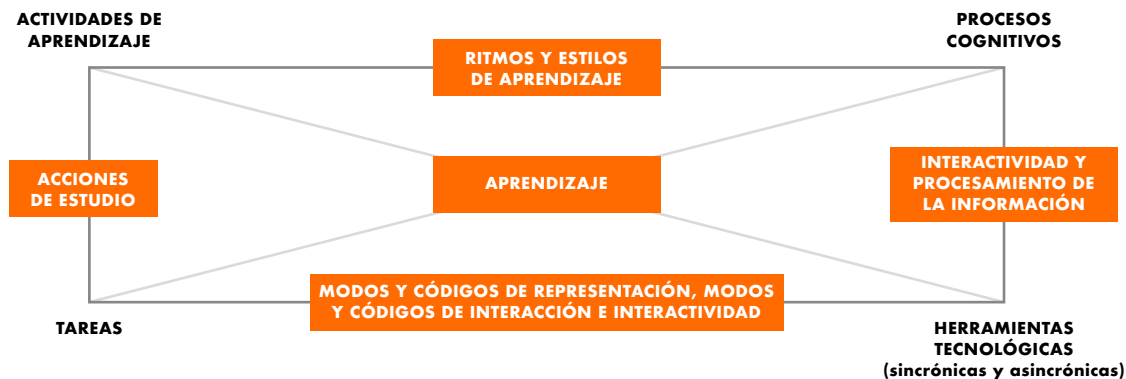 ACTIVIDADES DE
APRENDIZAJE
PROCESOS
COGNITIVOS
RITMOS Y ESTILOS
DE APRENDIZAJE
ACCIONES
DE ESTUDIO
APRENDIZAJE
INTERACTIVIDAD Y
PROCESAMIENTO DE
LA INFORMACIÓN
MODOS Y CÓDIGOS DE REPRESENTACIÓN, MODOS
Y CÓDIGOS DE INTERACCIÓN E INTERACTIVIDAD
TAREAS
HERRAMIENTAS
TECNOLÓGICAS
(sincrónicas y asincrónicas)